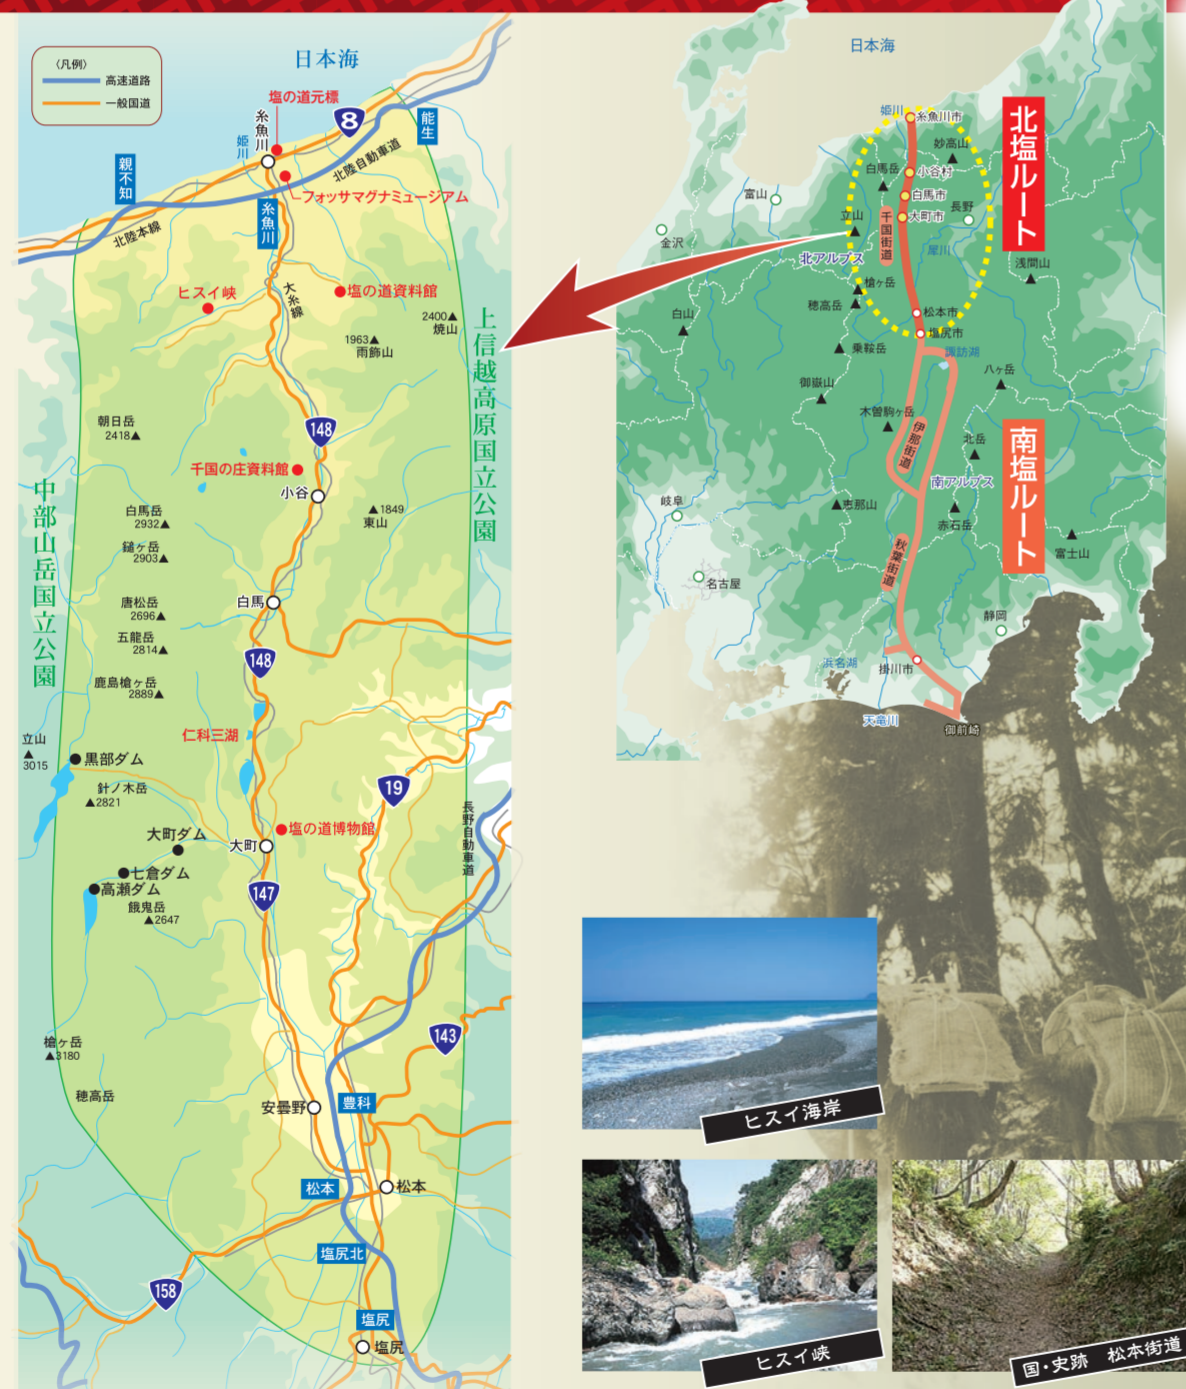 〈凡例〉
高速道路
一般国道
日本海
塩の道元標
糸魚川
姫川
8
能生
親不知
北陸自動車道
フォッサマグナミュージアム
糸魚川
北陸本線
大糸線
ヒスイ峡
塩の道資料館
2400▲
焼山
1963▲
雨飾山
上信越高原国立公園
朝日岳
2418▲
148
千国の庄資料館
小谷
中部山岳国立公園
白馬岳
2932▲
▲1849
東山
鑓ヶ岳
2903▲
唐松岳
2696▲
白馬
五龍岳
2814▲
148
鹿島槍ヶ岳
2889▲
仁科三湖
立山
▲
3015
黒部ダム
針ノ木岳
▲2821
19
長野自動車道
大町ダム
塩の道博物館
大町
七倉ダム
高瀬ダム
147
餓鬼岳
▲2647
槍ヶ岳
▲3180
143
穂高岳
安曇野
豊科
松本
松本
塩尻北
158
塩尻
塩尻
日本海
姫川
糸魚川市
北塩ルート
妙高山
白馬岳
小谷村
白馬市
富山
立山
大町市
長野
千国街道
金沢
犀川
北アルプス
浅間山
槍ヶ岳
穂高岳
白山
松本市
塩尻市
乗鞍岳
諏訪湖
御嶽山
八ヶ岳
木曽駒ヶ岳
伊那街道
北岳
南塩ルート
南アルプス
岐阜
恵那山
赤石岳
秋葉街道
富士山
名古屋
静岡
浜名湖
掛川市
天竜川
御前崎
ヒスイ海岸
ヒスイ峡
国・史跡 松本街道